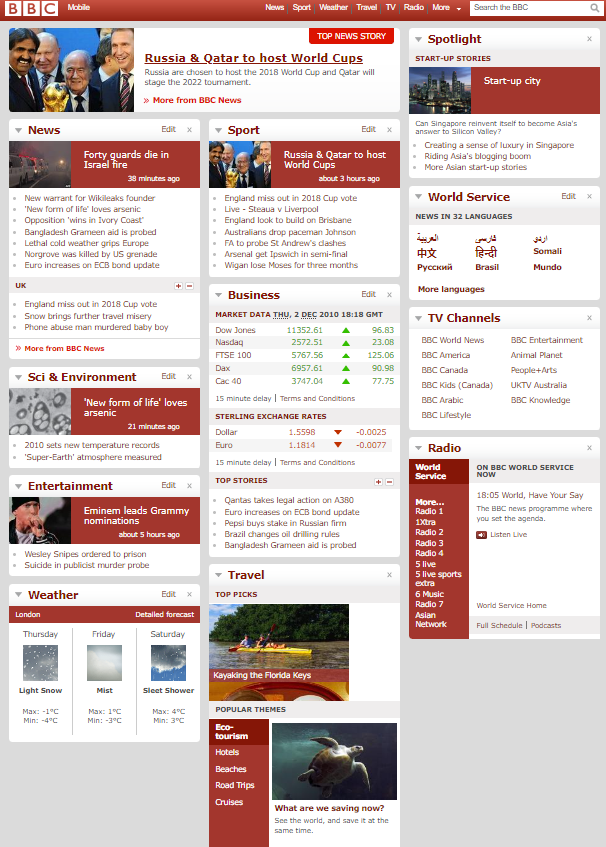 BBC Mobile News Sport Weather Travel TV Radio More Search the BBC
TOP NEWS STORY
Russia & Qatar to host World Cups
Russia are chosen to host the 2018 World Cup and Qatar will
stage the 2022 tournament.
» More from BBC News
News Edit x
Forty guards die in
Israel fire
38 minutes ago
New warrant for Wikileaks founder
'New form of life' loves arsenic
Opposition 'wins in Ivory Coast'
Bangladesh Grameen aid is probed
Lethal cold weather grips Europe
Norgrove was killed by US grenade
Euro increases on ECB bond update
UK
England miss out in 2018 Cup vote
Snow brings further travel misery
Phone abuse man murdered baby boy
» More from BBC News
Sci & Environment Edit x
'New form of life' loves
arsenic
21 minutes ago
2010 sets new temperature records
'Super-Earth' atmosphere measured
Entertainment Edit x
Eminem leads Grammy
nominations
about 5 hours ago
Wesley Snipes ordered to prison
Suicide in publicist murder probe
Weather Edit x
London Detailed forecast
Thursday Friday Saturday
Light Snow Mist Sleet Shower
Max: -1°C Max: 1°C Max: 4°C
Min: -4°C Min: -3°C Min: 3°C
Sport Edit x
Russia & Qatar to host
World Cups
about 3 hours ago
England miss out in 2018 Cup vote
Live - Steaua v Liverpool
England look to build on Brisbane
Australians drop paceman Johnson
FA to probe St Andrew's clashes
Arsenal get Ipswich in semi-final
Wigan lose Moses for three months
Business Edit x
MARKET DATA THU, 2 DEC 2010 18:18 GMT
Dow Jones 11352.61 ▲ 96.83
Nasdaq 2572.51 ▲ 23.08
FTSE 100 5767.56 ▲ 125.06
Dax 6957.61 ▲ 90.98
Cac 40 3747.04 ▲ 77.75
15 minute delay | Terms and Conditions
STERLING EXCHANGE RATES
Dollar 1.5598 ▼ -0.0025
Euro 1.1814 ▼ -0.0077
15 minute delay | Terms and Conditions
TOP STORIES
Qantas takes legal action on A380
Euro increases on ECB bond update
Pepsi buys stake in Russian firm
Brazil changes oil drilling rules
Bangladesh Grameen aid is probed
Travel x
TOP PICKS
Kayaking the Florida Keys
POPULAR THEMES
Eco-
tourism
Hotels
Beaches
Road Trips
Cruises
What are we saving now?
See the world, and save it at the
same time.
Spotlight x
START-UP STORIES
Start-up city
Can Singapore reinvent itself to become Asia's
answer to Silicon Valley?
Creating a sense of luxury in Singapore
Riding Asia's blogging boom
More Asian start-up stories
World Service Edit x
NEWS IN 32 LANGUAGES
العربية فارسی اردو
中文 हिन्दी Somali
Русский Brasil Mundo
More languages
TV Channels x
BBC World News BBC Entertainment
BBC America Animal Planet
BBC Canada People+Arts
BBC Kids (Canada) UKTV Australia
BBC Arabic BBC Knowledge
BBC Lifestyle
Radio x
World
Service
More...
Radio 1
1Xtra
Radio 2
Radio 3
Radio 4
5 live
5 live sports
extra
6 Music
Radio 7
Asian
Network
ON BBC WORLD SERVICE
NOW
18:05 World, Have Your Say
The BBC news programme where
you set the agenda.
Listen Live
World Service Home
Full Schedule | Podcasts